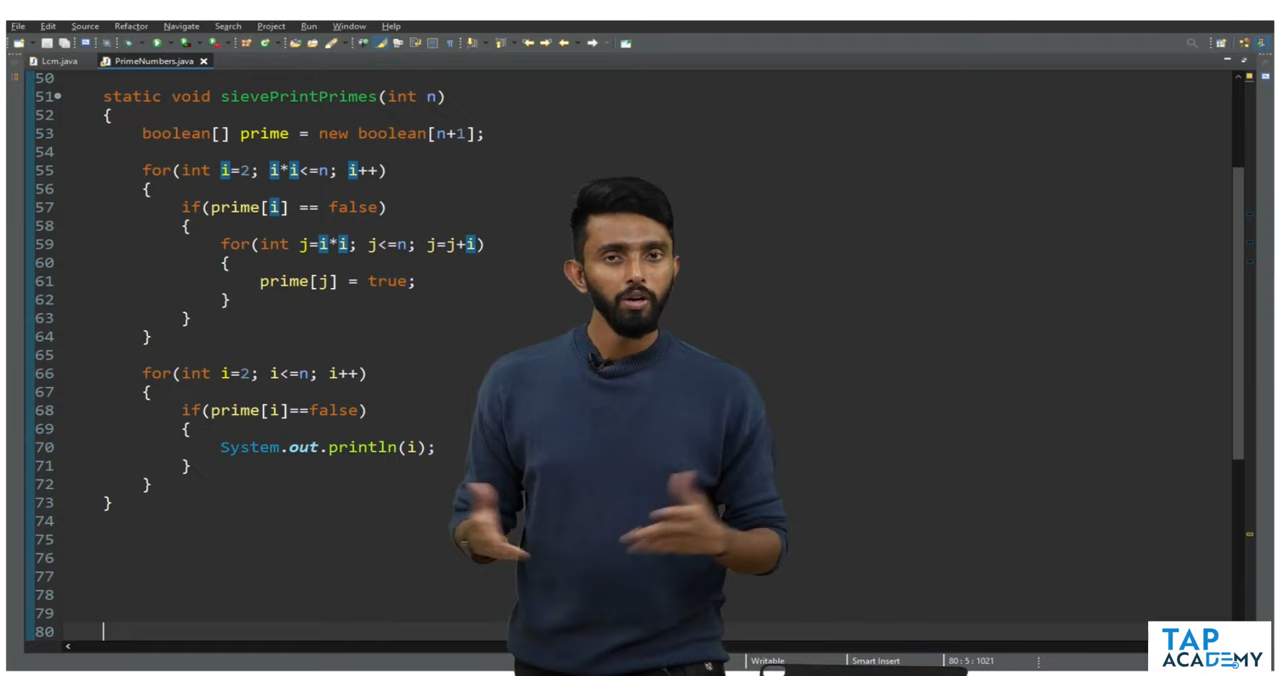 File Edit Source Refactor Navigate Search Project Run Window Help
Lcm.java PrimeNumbers.java
50
51 static void sievePrintPrimes(int n)
52 {
53 boolean[] prime = new boolean[n+1];
54
55 for(int i=2; i*i<=n; i++)
56 {
57 if(prime[i] == false)
58 {
59 for(int j=i*i; j<=n; j=j+i)
60 {
61 prime[j] = true;
62 }
63 }
64 }
65
66 for(int i=2; i<=n; i++)
67 {
68 if(prime[i]==false)
69 {
70 System.out.println(i);
71 }
72 }
73 }
74
75
76
77
78
79
80
Writable Smart Insert 80 : 5 : 1021
TAP
ACADEMY